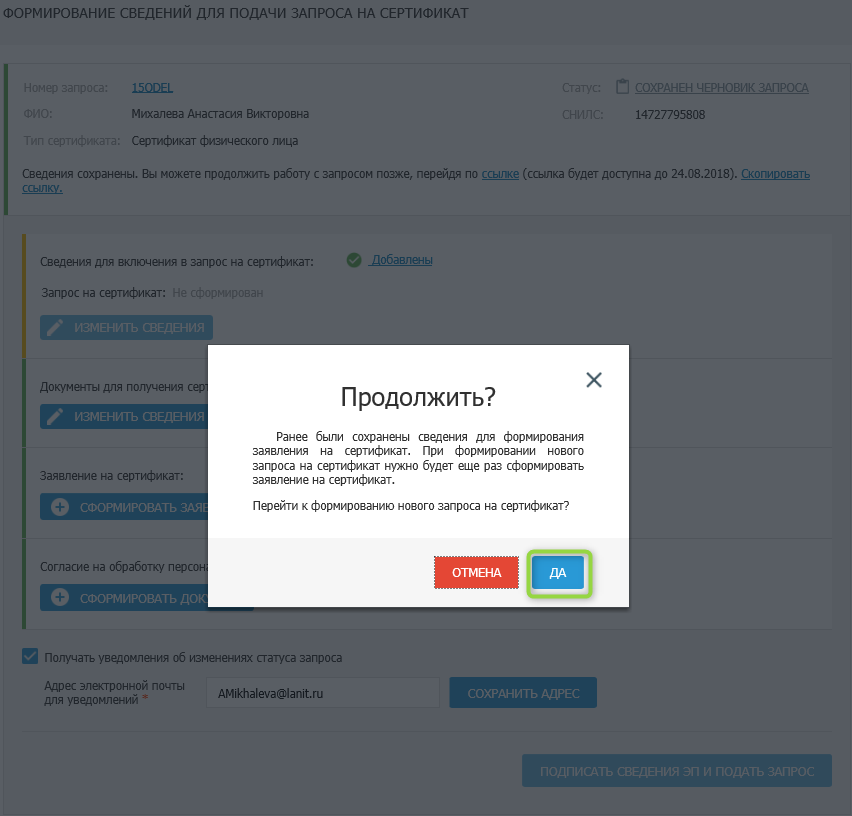 ФОРМИРОВАНИЕ СВЕДЕНИЙ ДЛЯ ПОДАЧИ ЗАПРОСА НА СЕРТИФИКАТ
Номер запроса: 15ODEL
Статус: СОХРАНЕН ЧЕРНОВИК ЗАПРОСА
ФИО: Михалева Анастасия Викторовна
СНИЛС: 14727795808
Тип сертификата: Сертификат физического лица
Сведения сохранены. Вы можете продолжить работу с запросом позже, перейдя по ссылке (ссылка будет доступна до 24.08.2018). Скопировать
ссылку.
Сведения для включения в запрос на сертификат: Добавлены
Запрос на сертификат: Не сформирован
ИЗМЕНИТЬ СВЕДЕНИЯ
Документы для получения серт
ИЗМЕНИТЬ СВЕДЕНИЯ
Заявление на сертификат:
СФОРМИРОВАТЬ ЗАЯВ
Согласие на обработку персона
СФОРМИРОВАТЬ ДОКУ
Продолжить?
Ранее были сохранены сведения для формирования
заявления на сертификат. При формировании нового
запроса на сертификат нужно будет еще раз сформировать
заявление на сертификат.
Перейти к формированию нового запроса на сертификат?
ОТМЕНА
ДА
Получать уведомления об изменениях статуса запроса
Адрес электронной почты
для уведомлений *
AMikhaleva@lanit.ru
СОХРАНИТЬ АДРЕС
ПОДПИСАТЬ СВЕДЕНИЯ ЭП И ПОДАТЬ ЗАПРОС